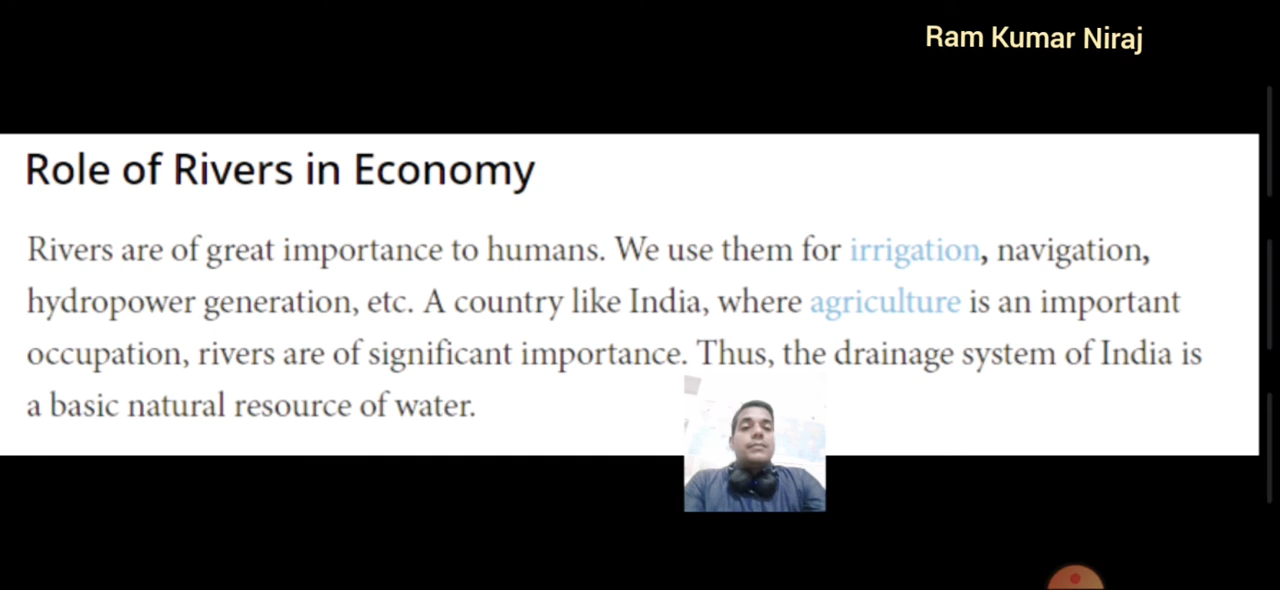 Ram Kumar Niraj
Role of Rivers in Economy
Rivers are of great importance to humans. We use them for irrigation, navigation,
hydropower generation, etc. A country like India, where agriculture is an important
occupation, rivers are of significant importance. Thus, the drainage system of India is
a basic natural resource of water.